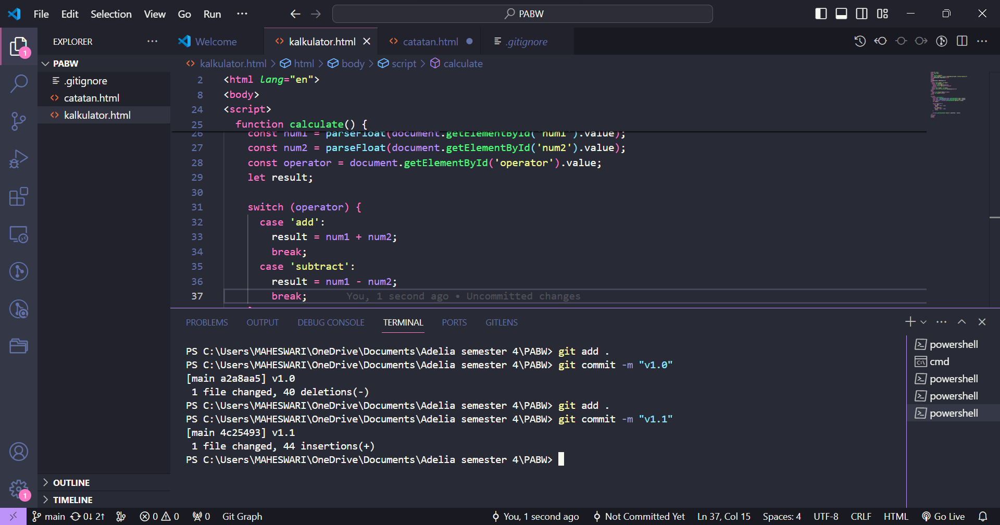 File Edit Selection View Go Run ··· PABW
EXPLORER ···
Welcome kalkulator.html catatan.html .gitignore
PABW
.gitignore
catatan.html
kalkulator.html
kalkulator.html > html > body > script > calculate
2 <html lang="en">
8 <body>
24 <script>
25 function calculate() {
26 const num1 = parseFloat(document.getElementById('num1').value);
27 const num2 = parseFloat(document.getElementById('num2').value);
28 const operator = document.getElementById('operator').value;
29 let result;
30
31 switch (operator) {
32 case 'add':
33 result = num1 + num2;
34 break;
35 case 'subtract':
36 result = num1 - num2;
37 break; You, 1 second ago • Uncommitted changes
PROBLEMS OUTPUT DEBUG CONSOLE TERMINAL PORTS GITLENS
PS C:\Users\MAHESWARI\OneDrive\Documents\Adelia semester 4\PABW> git add .
PS C:\Users\MAHESWARI\OneDrive\Documents\Adelia semester 4\PABW> git commit -m "v1.0"
[main a2a8aa5] v1.0
1 file changed, 40 deletions(-)
PS C:\Users\MAHESWARI\OneDrive\Documents\Adelia semester 4\PABW> git add .
PS C:\Users\MAHESWARI\OneDrive\Documents\Adelia semester 4\PABW> git commit -m "v1.1"
[main 4c25493] v1.1
1 file changed, 44 insertions(+)
PS C:\Users\MAHESWARI\OneDrive\Documents\Adelia semester 4\PABW>
powershell
cmd
powershell
powershell
powershell
1
OUTLINE
1
TIMELINE
main 0↓ 2↑ 0 0 0 Git Graph You, 1 second ago Not Committed Yet Ln 37, Col 15 Spaces: 4 UTF-8 CRLF HTML Go Live